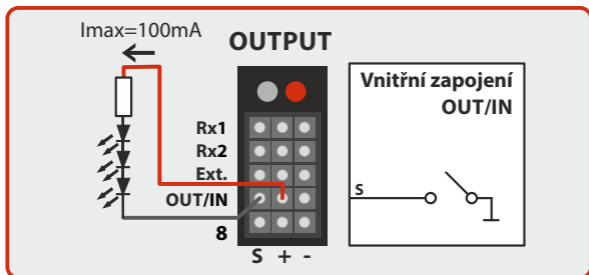 Imax=100mA
OUTPUT
Vnitřní zapojení
OUT/IN
Rx1
Rx2
Ext.
OUT/IN
8
S + -
S